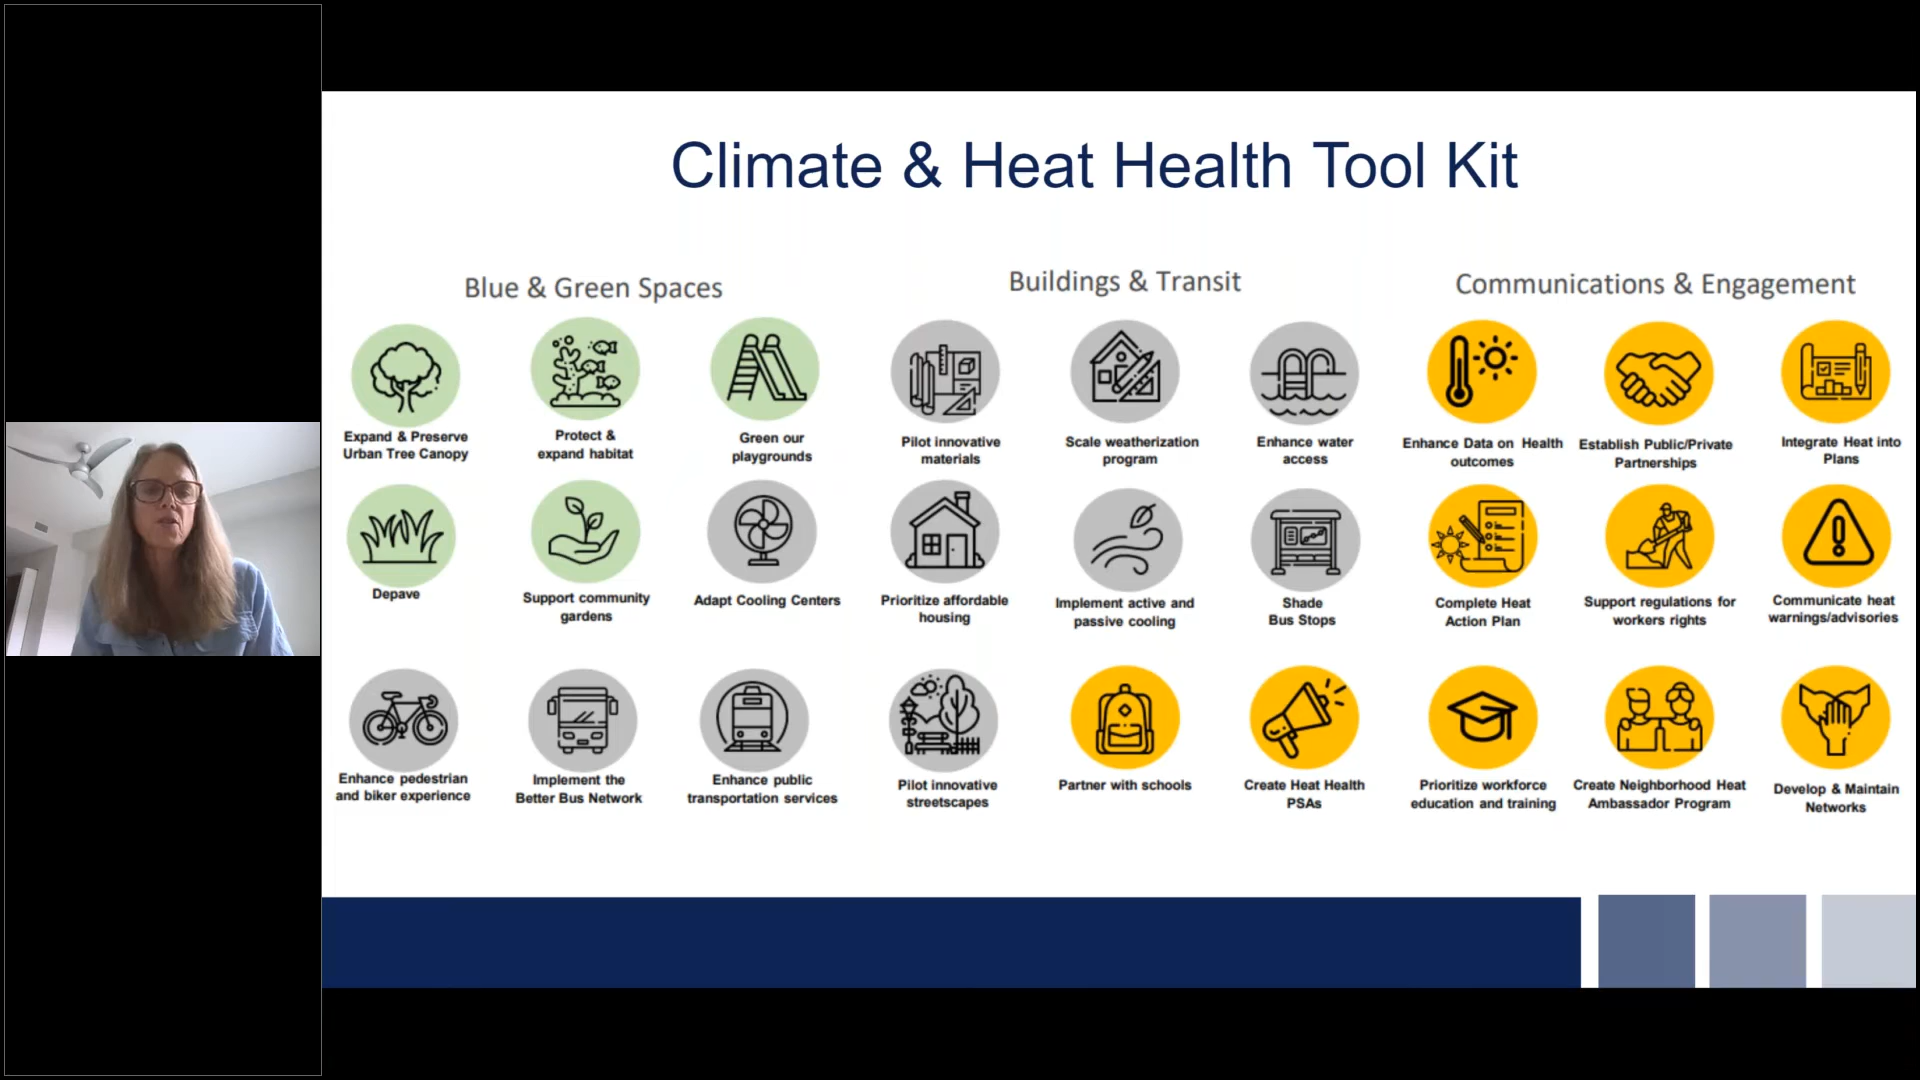 Climate & Heat Health Tool Kit
Blue & Green Spaces
Buildings & Transit
Communications & Engagement
Expand & Preserve
Urban Tree Canopy
Protect &
expand habitat
Green our
playgrounds
Pilot innovative
materials
Scale weatherization
program
Enhance water
access
Enhance Data on Health
outcomes
Establish Public/Private
Partnerships
Integrate Heat into
Plans
Depave
Support community
gardens
Adapt Cooling Centers
Prioritize affordable
housing
Implement active and
passive cooling
Shade
Bus Stops
Complete Heat
Action Plan
Support regulations for
workers rights
Communicate heat
warnings/advisories
Enhance pedestrian
and biker experience
Implement the
Better Bus Network
Enhance public
transportation services
Pilot innovative
streetscapes
Partner with schools
Create Heat Health
PSAs
Prioritize workforce
education and training
Create Neighborhood Heat
Ambassador Program
Develop & Maintain
Networks